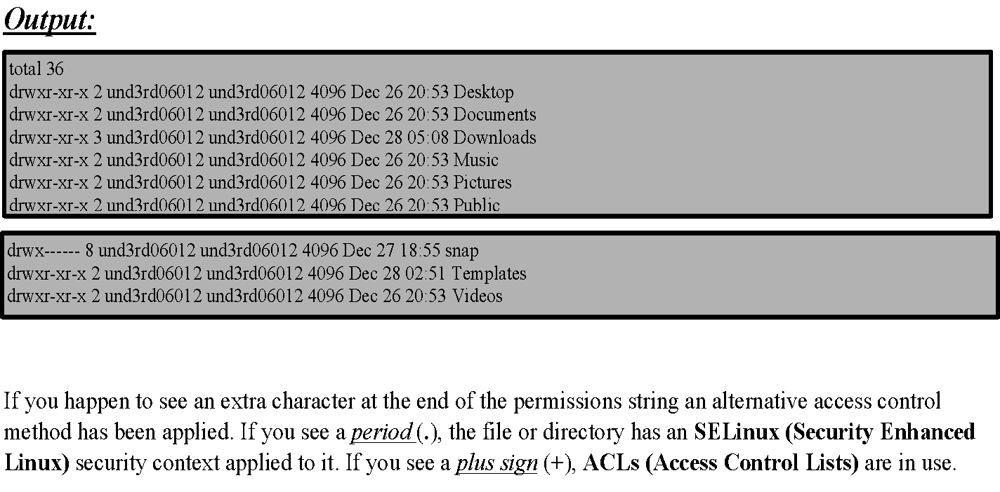 Output:
total 36
drwxr-xr-x 2 und3rd06012 und3rd06012 4096 Dec 26 20:53 Desktop
drwxr-xr-x 2 und3rd06012 und3rd06012 4096 Dec 26 20:53 Documents
drwxr-xr-x 3 und3rd06012 und3rd06012 4096 Dec 28 05:08 Downloads
drwxr-xr-x 2 und3rd06012 und3rd06012 4096 Dec 26 20:53 Music
drwxr-xr-x 2 und3rd06012 und3rd06012 4096 Dec 26 20:53 Pictures
drwxr-xr-x 2 und3rd06012 und3rd06012 4096 Dec 26 20:53 Public
drwx------ 8 und3rd06012 und3rd06012 4096 Dec 27 18:55 snap
drwxr-xr-x 2 und3rd06012 und3rd06012 4096 Dec 28 02:51 Templates
drwxr-xr-x 2 und3rd06012 und3rd06012 4096 Dec 26 20:53 Videos
If you happen to see an extra character at the end of the permissions string an alternative access control
method has been applied. If you see a period (.), the file or directory has an SELinux (Security Enhanced
Linux) security context applied to it. If you see a plus sign (+), ACLs (Access Control Lists) are in use.